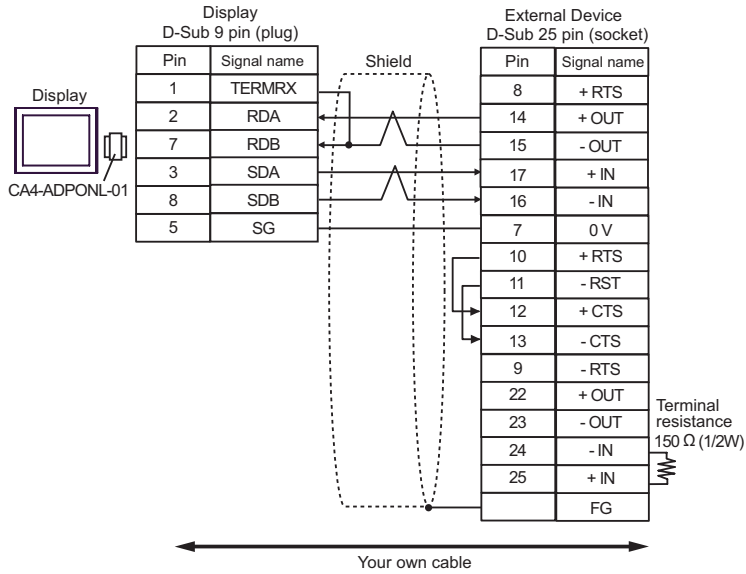 Display
D-Sub 9 pin (plug)
External Device
D-Sub 25 pin (socket)
Display
CA4-ADPONL-01
Pin Signal name
1 TERMRX
2 RDA
7 RDB
3 SDA
8 SDB
5 SG
Shield
Pin Signal name
8 + RTS
14 + OUT
15 - OUT
17 + IN
16 - IN
7 0 V
10 + RTS
11 - RST
12 + CTS
13 - CTS
9 - RTS
22 + OUT
23 - OUT
24 - IN
25 + IN
FG
Terminal
resistance
150 Ω (1/2W)
Your own cable